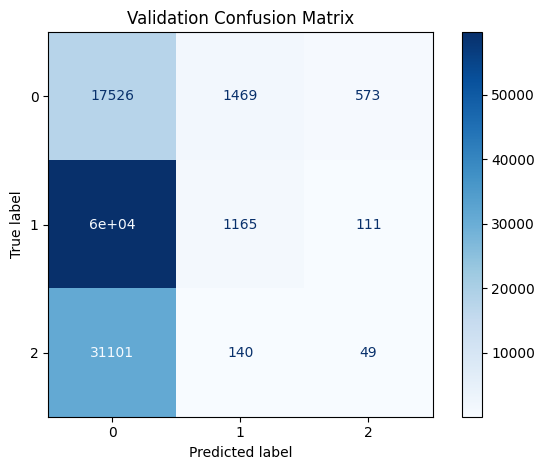 Validation Confusion Matrix
0 17526 1469 573
1 6e+04 1165 111
2 31101 140 49
0 1 2
Predicted label
True label
50000
40000
30000
20000
10000